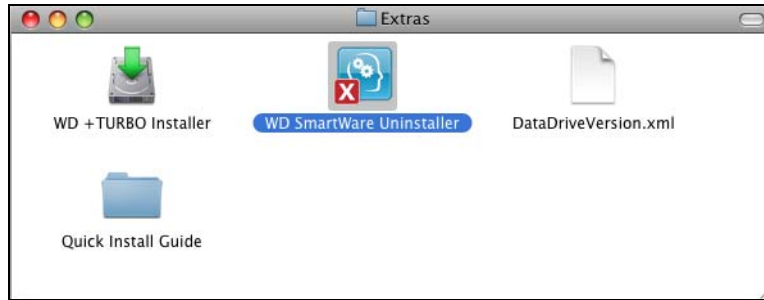 Extras
WD +TURBO Installer
WD SmartWare Uninstaller
DataDriveVersion.xml
Quick Install Guide